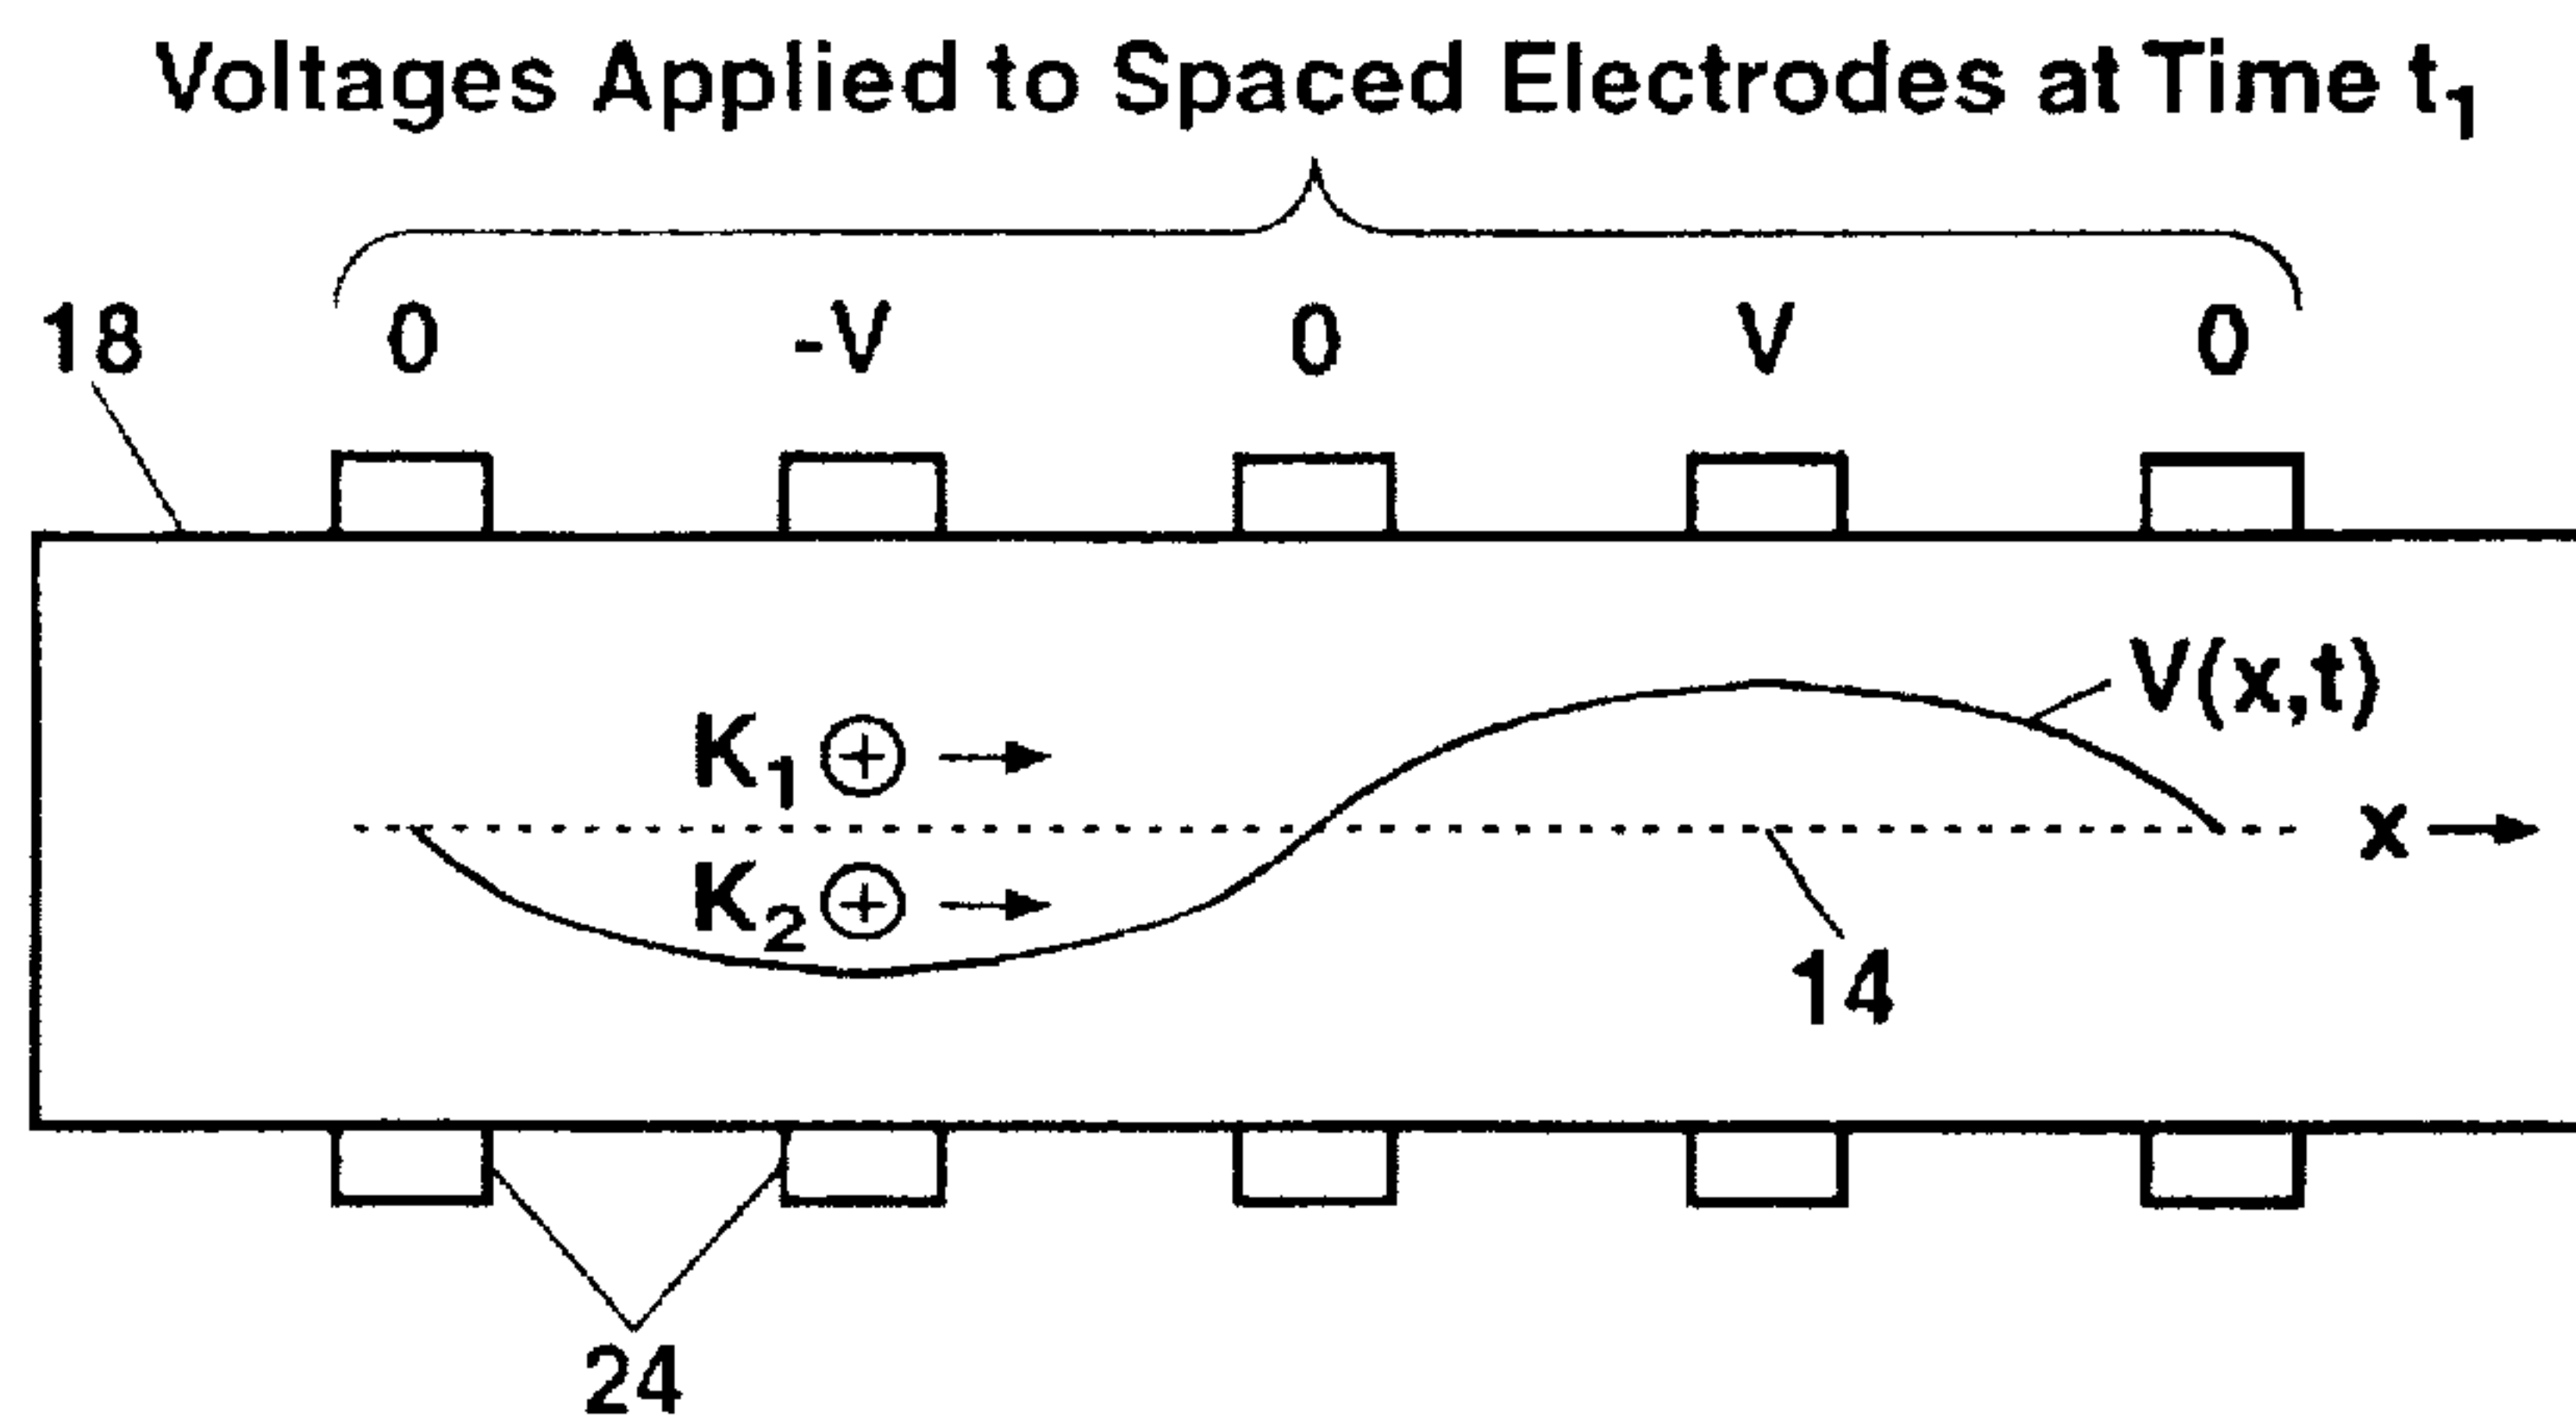 Voltages Applied to Spaced Electrodes at Time t₁
18 0 -V 0 V 0
V(x,t)
K₁ + 
x
K₂ +
14
24